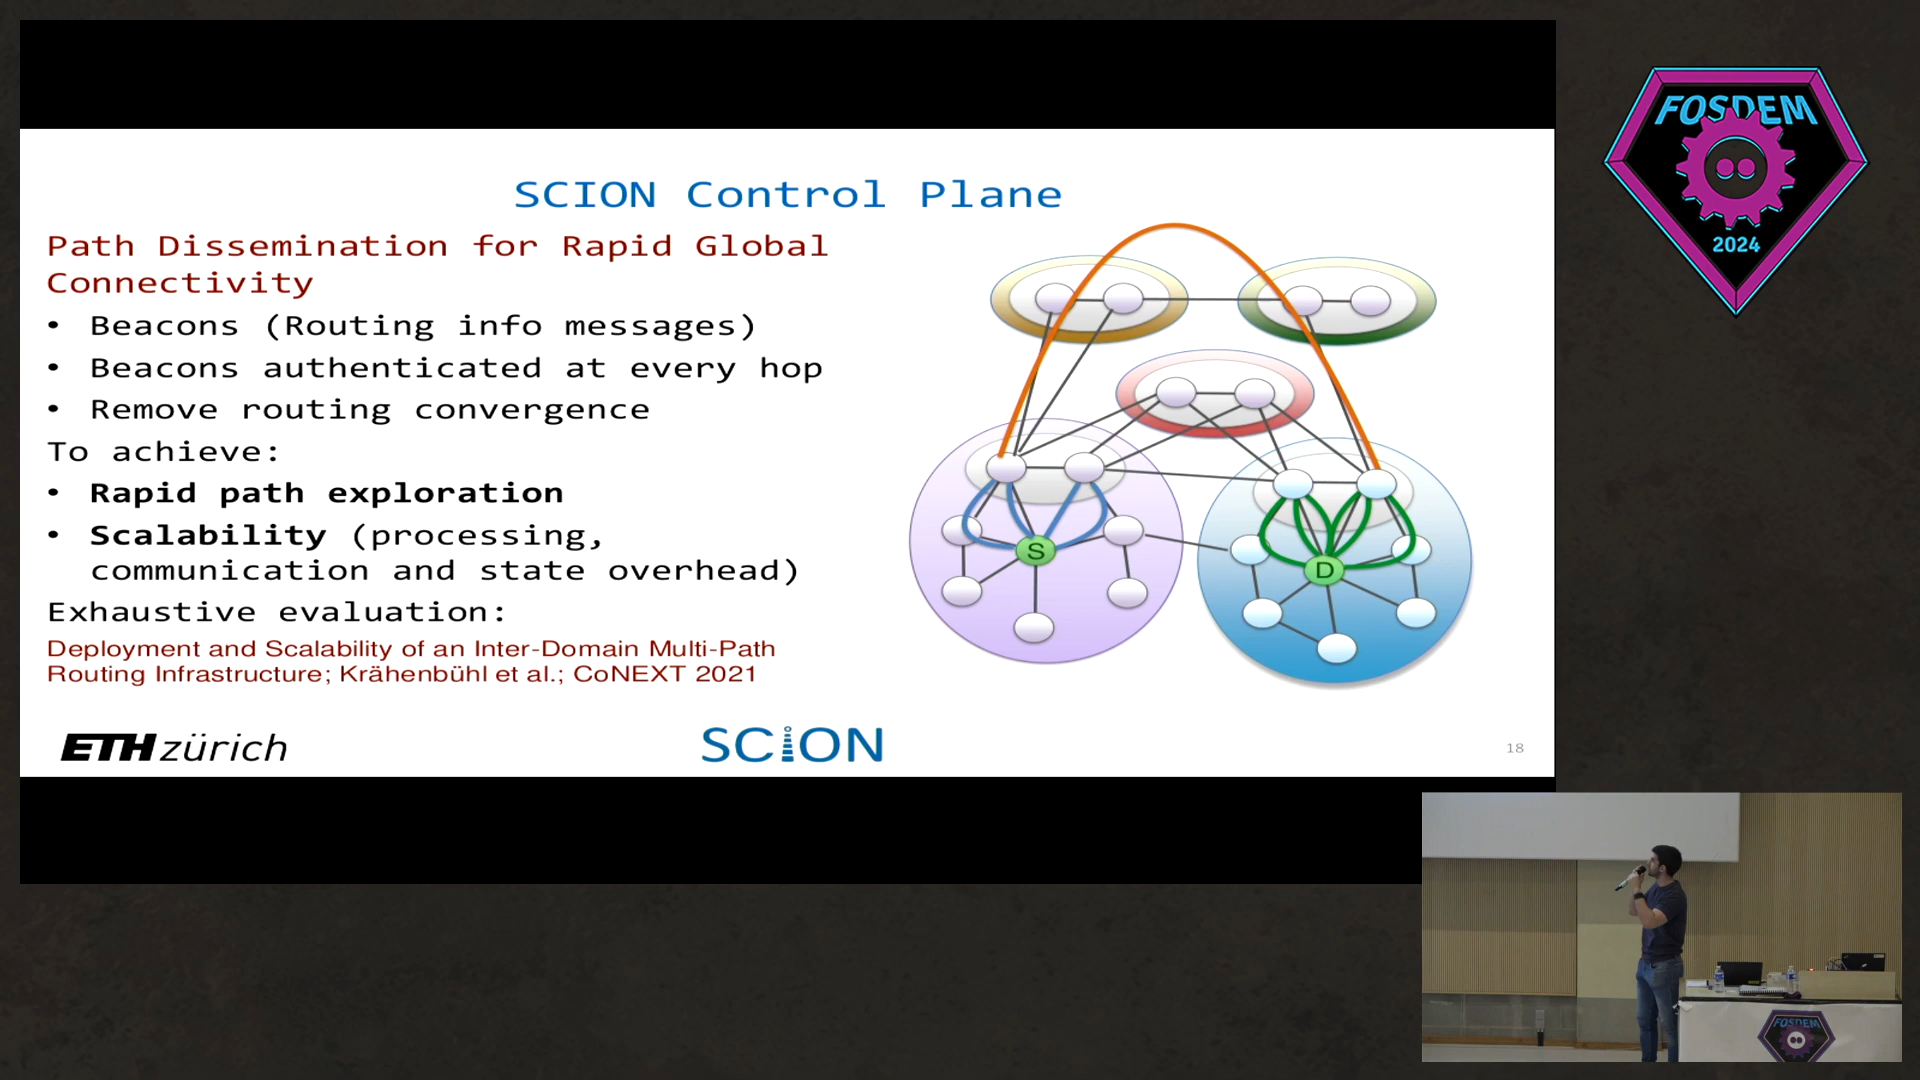 SCION Control Plane
Path Dissemination for Rapid Global
Connectivity
• Beacons (Routing info messages)
• Beacons authenticated at every hop
• Remove routing convergence
To achieve:
• Rapid path exploration
• Scalability (processing,
communication and state overhead)
Exhaustive evaluation:
Deployment and Scalability of an Inter-Domain Multi-Path
Routing Infrastructure; Krähenbühl et al.; CoNEXT 2021
S
D
ETH zürich
SCION
18
FOSDEM
2024
FOSDEM